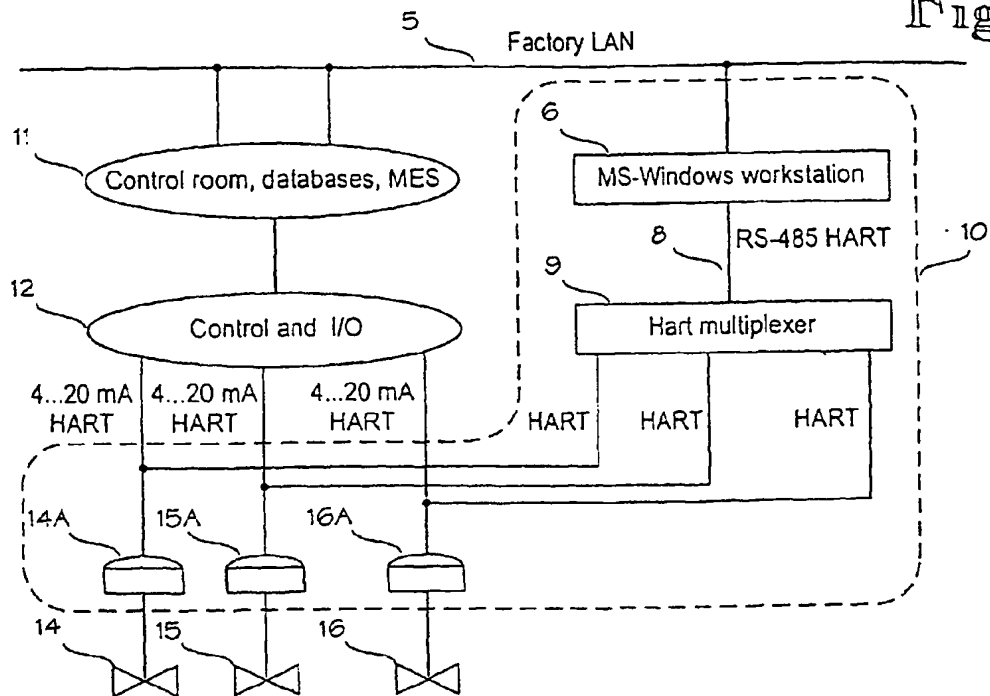 Fig
5
Factory LAN
6
11
Control room, databases, MES
MS-Windows workstation
8
RS-485 HART
10
9
12
Control and I/O
Hart multiplexer
4...20 mA
HART
4...20 mA
HART
4...20 mA
HART
HART
HART
HART
14A
15A
16A
14
15
16